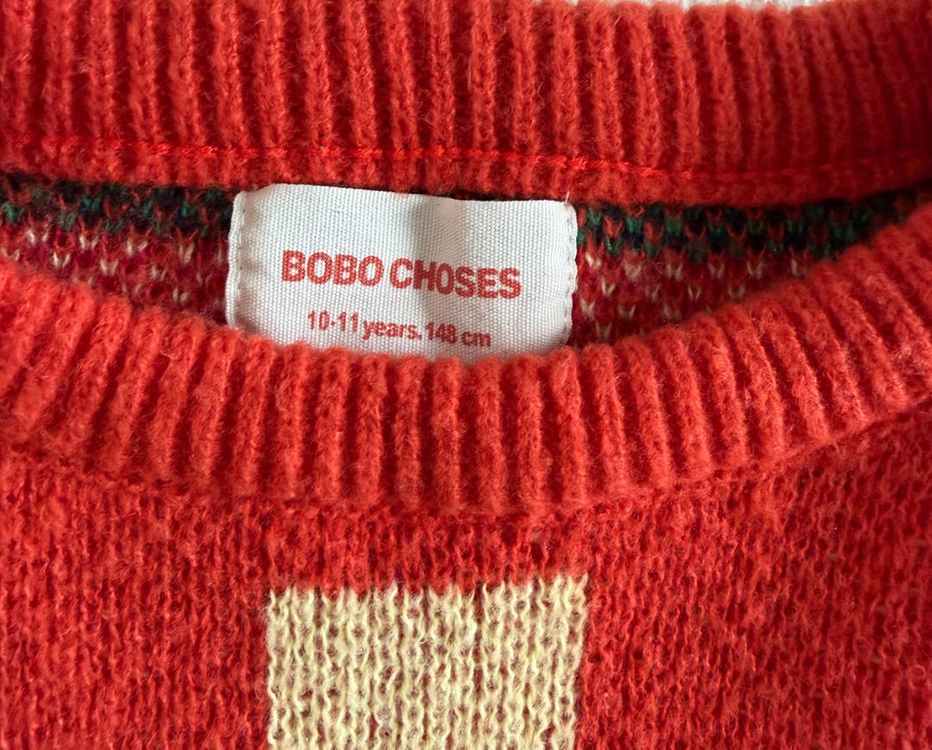 BOBO CHOSES
10-11 years. 148 cm